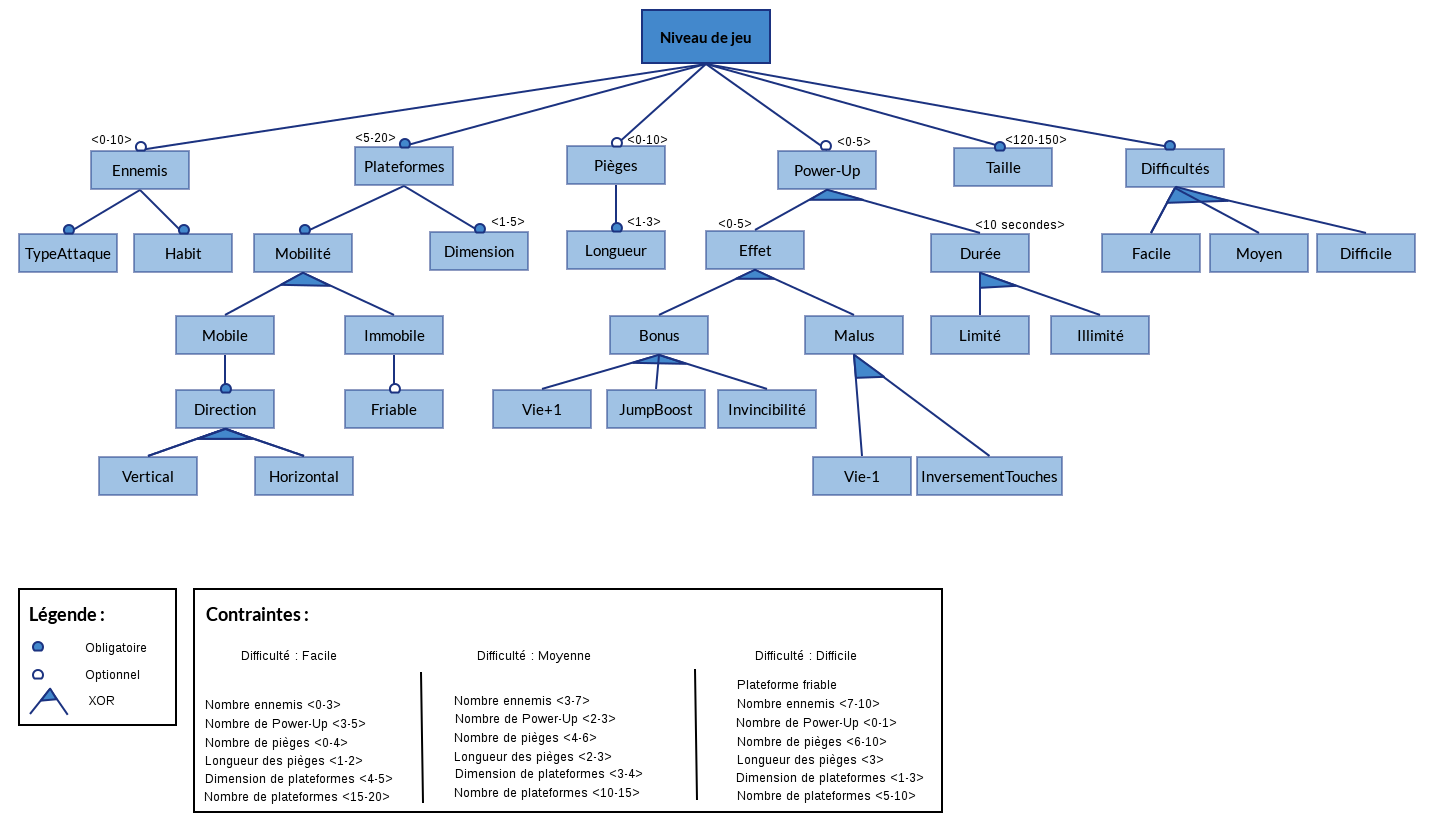 Niveau de jeu
<0-10>
<5-20>
<0-10>
<0-5>
<120-150>
Ennemis
Plateformes
Pièges
Power-Up
Taille
Difficultés
<1-5>
<1-3>
<0-5>
<10 secondes>
TypeAttaque
Habit
Mobilité
Dimension
Longueur
Effet
Durée
Facile
Moyen
Difficile
Mobile
Immobile
Bonus
Malus
Limité
Illimité
Direction
Friable
Vie+1
JumpBoost
Invincibilité
Vertical
Horizontal
Vie-1
InversementTouches
Légende :
Obligatoire
Optionnel
XOR
Contraintes :
Difficulté : Facile
Nombre ennemis <0-3>
Nombre de Power-Up <3-5>
Nombre de pièges <0-4>
Longueur des pièges <1-2>
Dimension de plateformes <4-5>
Nombre de plateformes <15-20>
Difficulté : Moyenne
Nombre ennemis <3-7>
Nombre de Power-Up <2-3>
Nombre de pièges <4-6>
Longueur des pièges <2-3>
Dimension de plateformes <3-4>
Nombre de plateformes <10-15>
Difficulté : Difficile
Plateforme friable
Nombre ennemis <7-10>
Nombre de Power-Up <0-1>
Nombre de pièges <6-10>
Longueur des pièges <3>
Dimension de plateformes <1-3>
Nombre de plateformes <5-10>